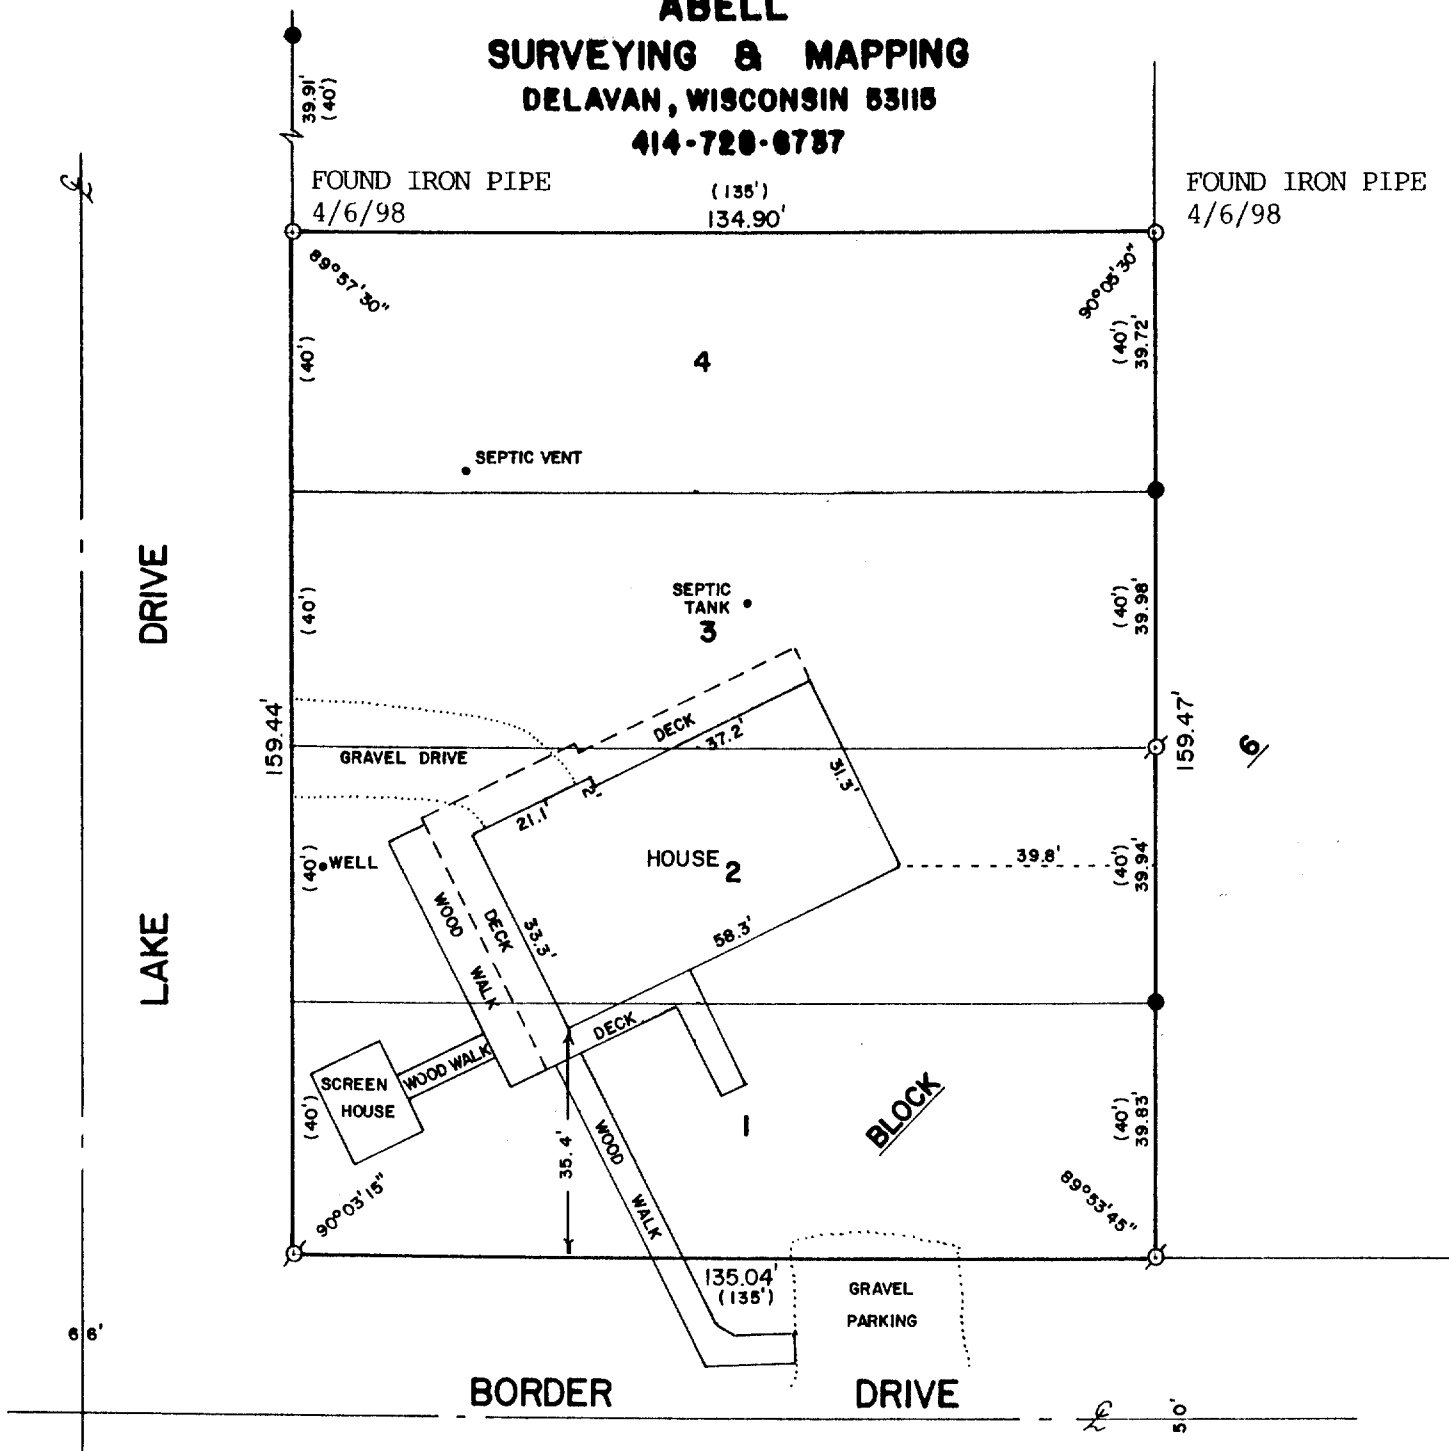 ABELL
SURVEYING & MAPPING
DELAVAN, WISCONSIN 53115
39.91'
(40')
FOUND IRON PIPE
4/6/98
(135')
134.90'
FOUND IRON PIPE
4/6/98
89°57'30"
90°05'30"
(40')
4
(40')
39.72'
SEPTIC VENT
DRIVE
(40')
SEPTIC
TANK
3
(40')
39.98'
159.44'
GRAVEL DRIVE
DECK
37.2'
159.47'
6
21.1'
2'
31.3'
(40')
WELL
HOUSE
2
39.8'
(40')
39.94'
LAKE
WOOD
WALK
DECK
33.3'
58.3'
DECK
SCREEN
HOUSE
WOOD WALK
(40')
35.4'
WOOD
WALK
1
BLOCK
(40')
39.83'
90°03'15"
89°53'45"
135.04'
(135')
GRAVEL
PARKING
66'
BORDER DRIVE
50'